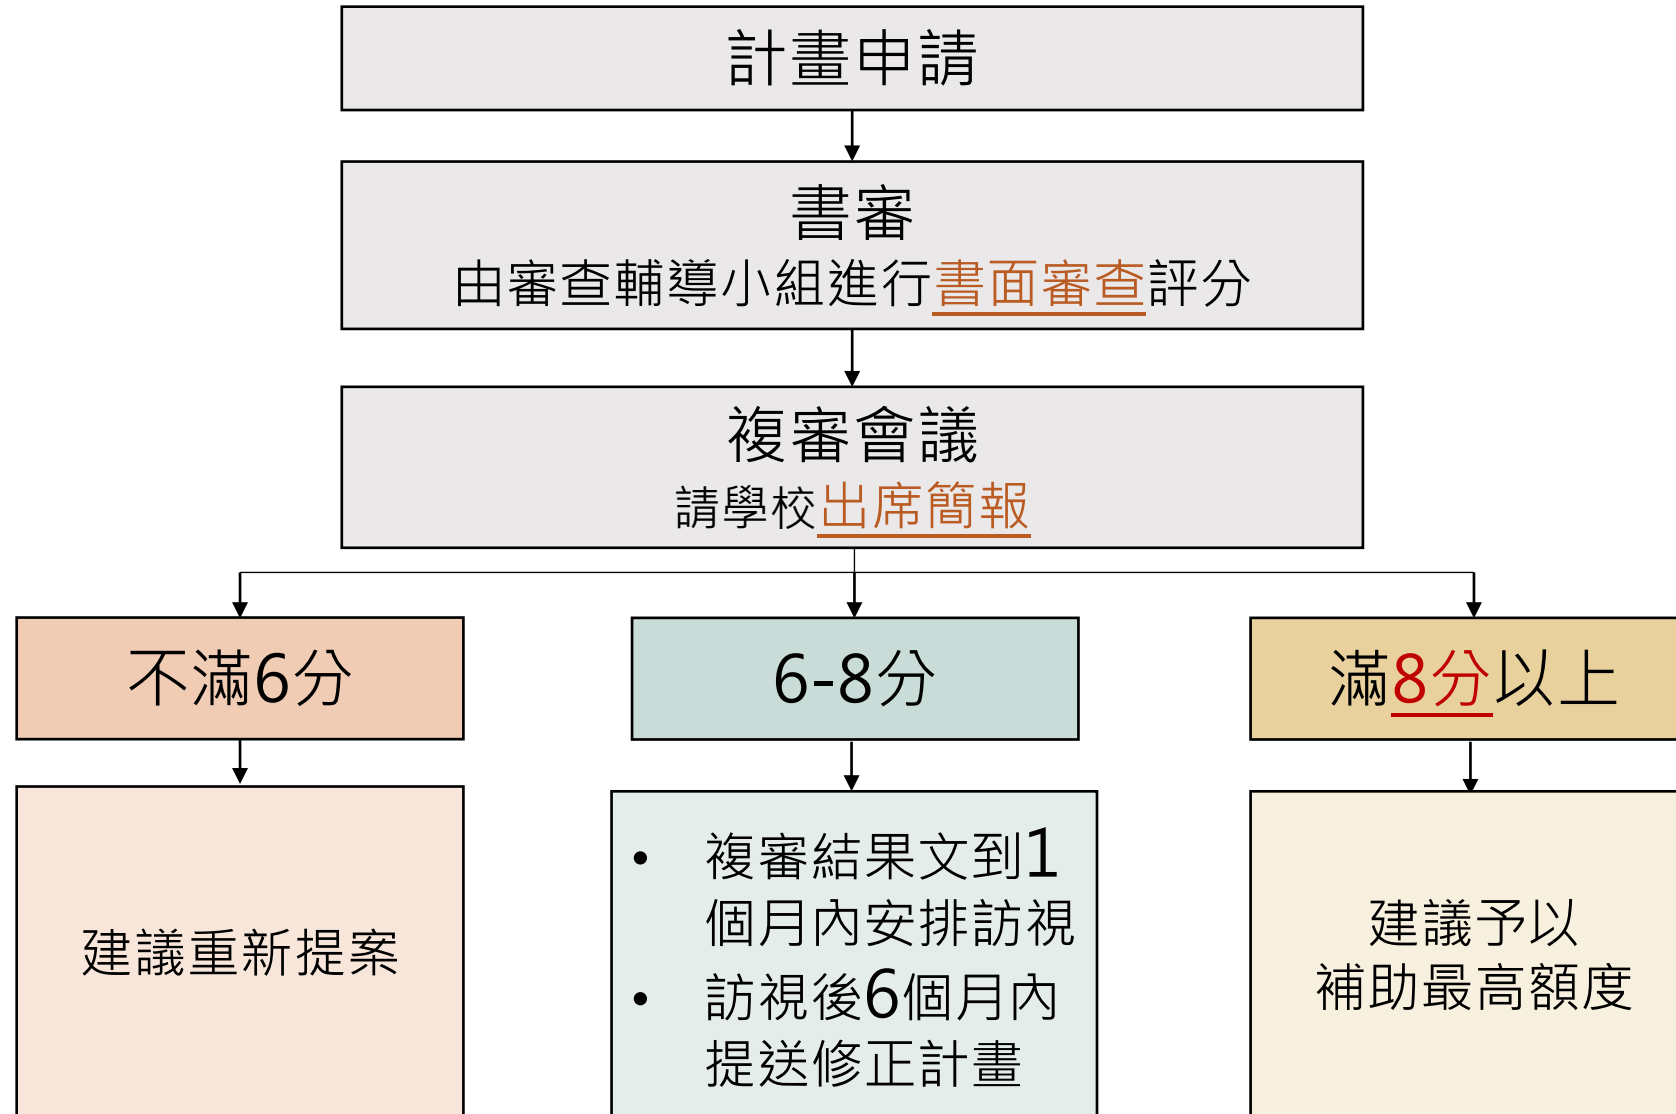 計畫申請
書審
由審查輔導小組進行書面審查評分
複審會議
請學校出席簡報
不滿6分
6-8分
滿8分以上
建議重新提案
• 複審結果文到1
個月內安排訪視
• 訪視後6個月內
提送修正計畫
建議予以
補助最高額度